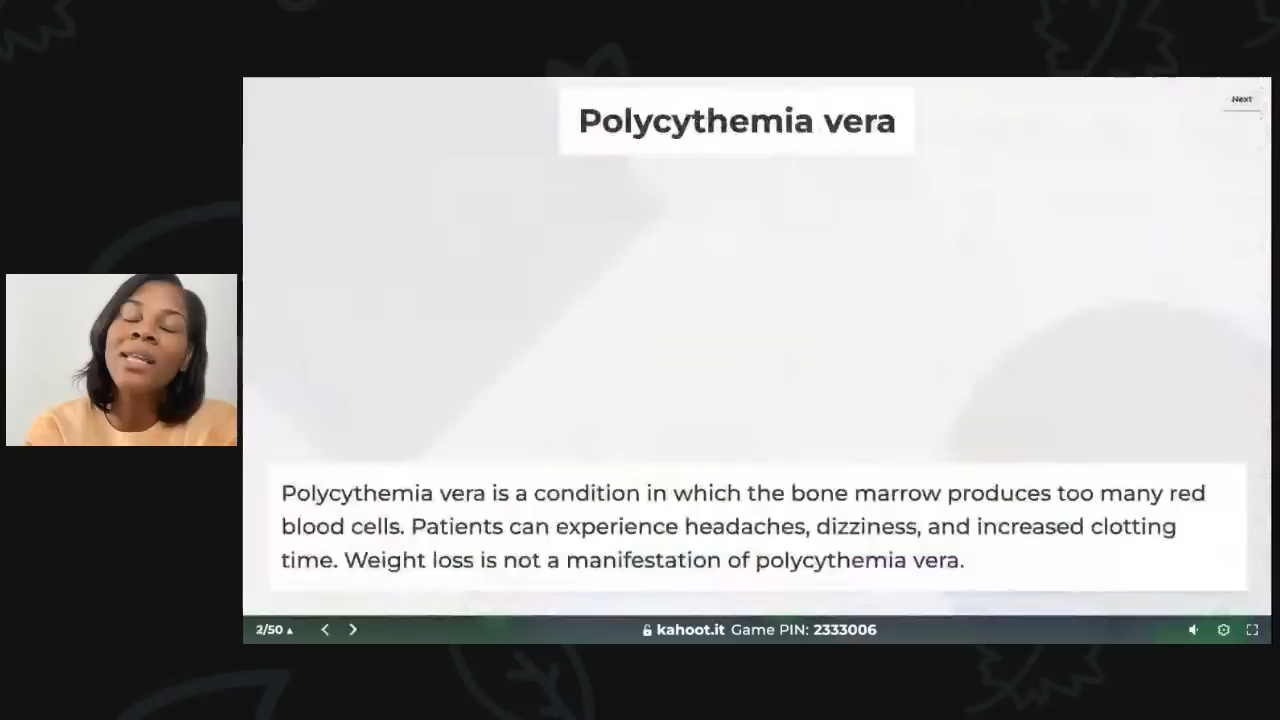 Polycythemia vera
Next
Polycythemia vera is a condition in which the bone marrow produces too many red
blood cells. Patients can experience headaches, dizziness, and increased clotting
time. Weight loss is not a manifestation of polycythemia vera.
2/50
kahoot.it Game PIN: 2333006